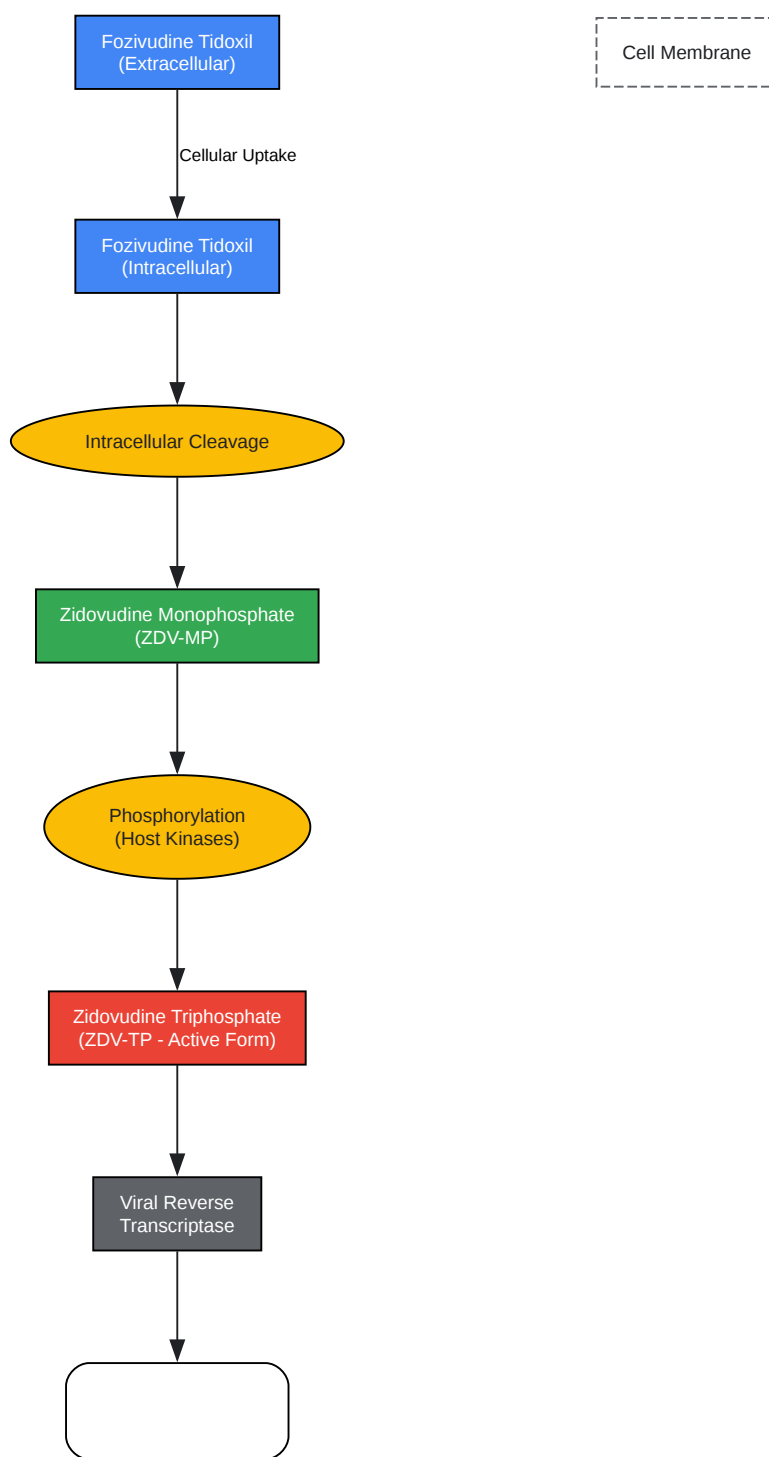 Fozivudine Tidoxil
(Extracellular)
Cell Membrane
Cellular Uptake
Fozivudine Tidoxil
(Intracellular)
Intracellular Cleavage
Zidovudine Monophosphate
(ZDV-MP)
Phosphorylation
(Host Kinases)
Zidovudine Triphosphate
(ZDV-TP - Active Form)
Viral Reverse
Transcriptase